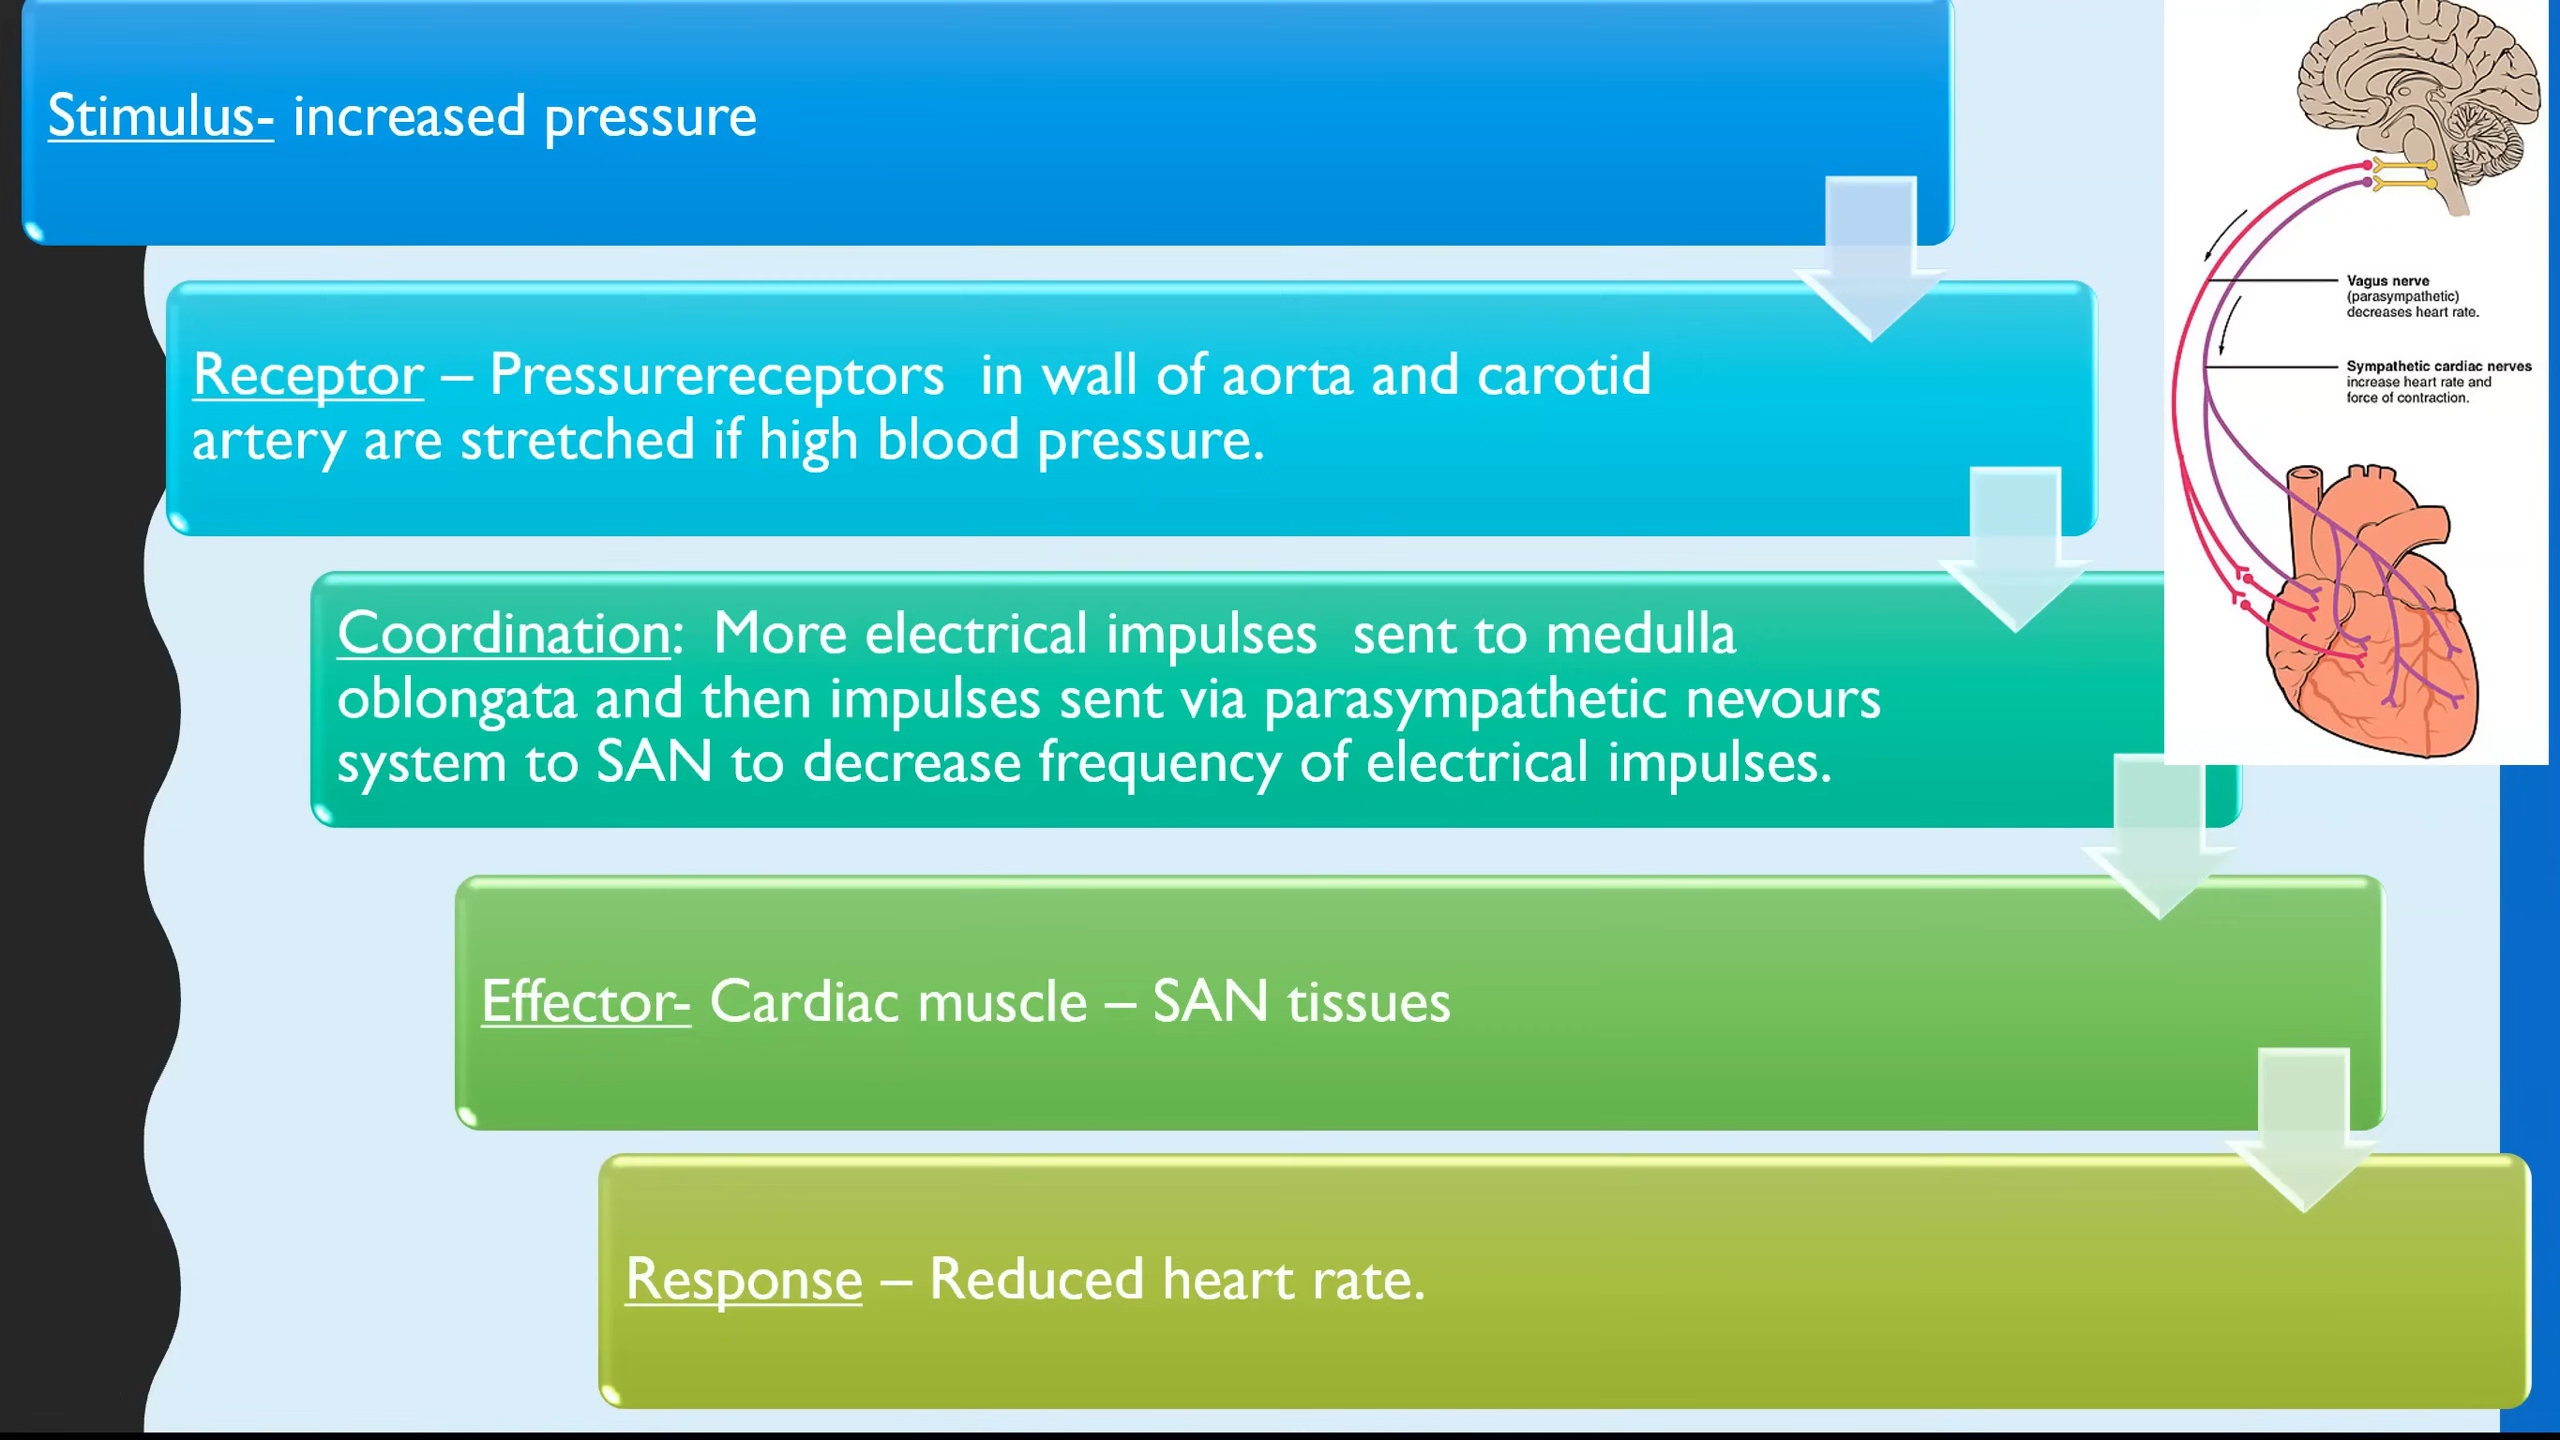 Stimulus- increased pressure
Receptor – Pressurereceptors  in wall of aorta and carotid
artery are stretched if high blood pressure.
Coordination:  More electrical impulses  sent to medulla
oblongata and then impulses sent via parasympathetic nevours
system to SAN to decrease frequency of electrical impulses.
Effector- Cardiac muscle – SAN tissues
Response – Reduced heart rate.
Vagus nerve
(parasympathetic)
decreases heart rate.
Sympathetic cardiac nerves
increase heart rate and
force of contraction.